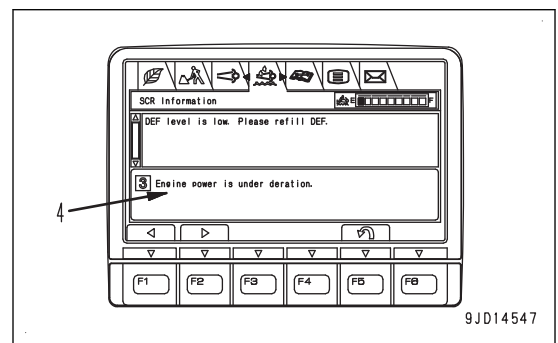 SCR Information
E F
DEF level is low. Please refill DEF.
3 Engine power is under deration.
4
F1 F2 F3 F4 F5 F6
9JD14547